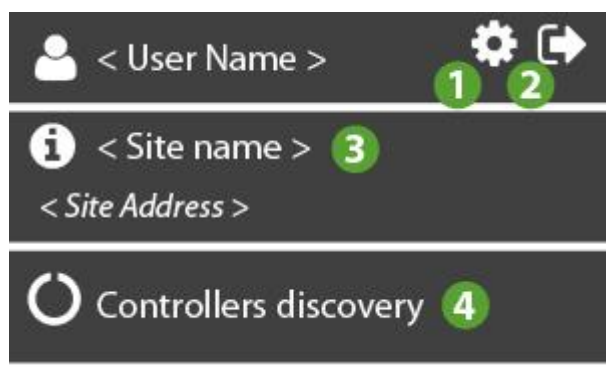 < User Name >
1 2
< Site name > 3
< Site Address >
Controllers discovery 4